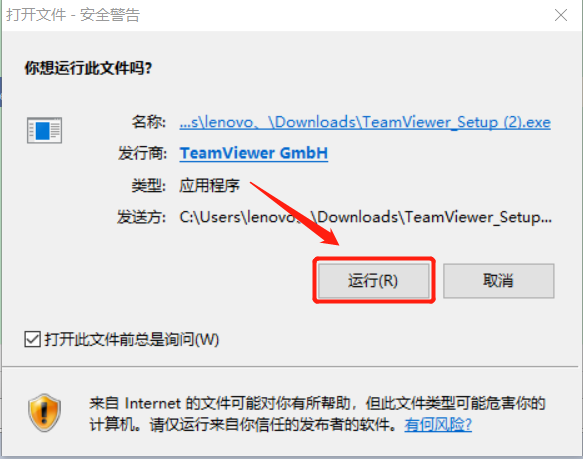 打开文件 - 安全警告
你想运行此文件吗?
名称: ...s\lenovo、\Downloads\TeamViewer_Setup (2).exe
发行商: TeamViewer GmbH
类型: 应用程序
发送方: C:\Users\lenovo、\Downloads\TeamViewer_Setup...
运行(R) 取消
打开此文件前总是询问(W)
来自 Internet 的文件可能对你有所帮助，但此文件类型可能危害你的
计算机。请仅运行来自你信任的发布者的软件。有何风险?